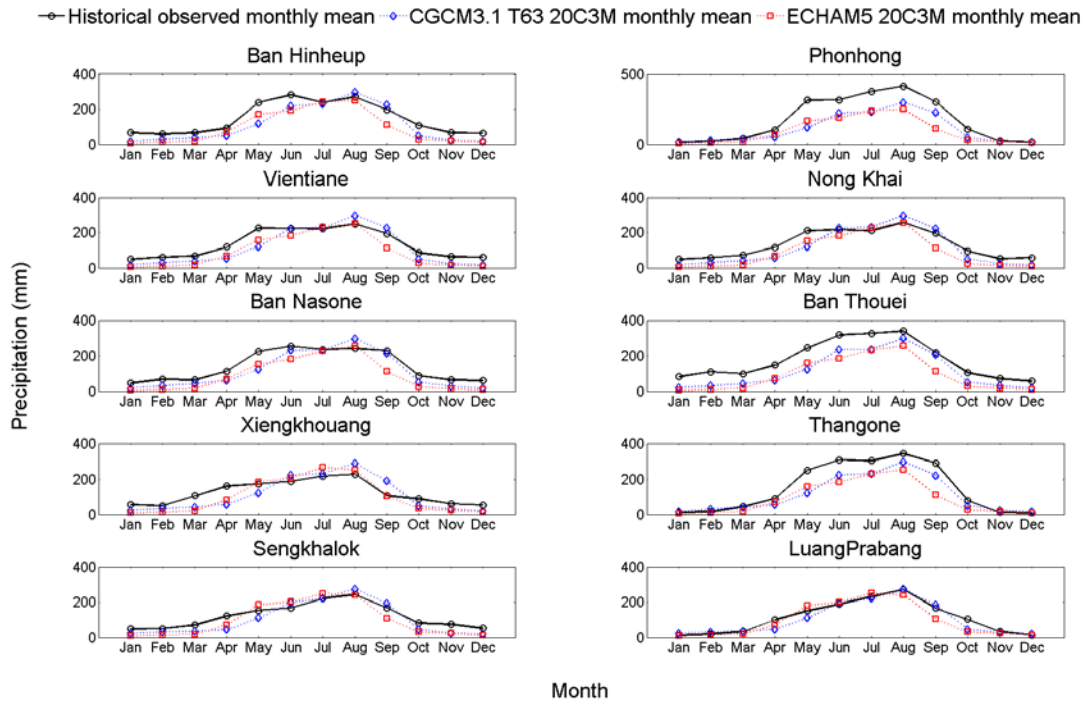 Historical observed monthly mean CGCM3.1 T63 20C3M monthly mean ECHAM5 20C3M monthly mean
Ban Hinheup
400
200
0
Jan Feb Mar Apr May Jun Jul Aug Sep Oct Nov Dec
Phonhong
500
0
Jan Feb Mar Apr May Jun Jul Aug Sep Oct Nov Dec
Vientiane
400
200
0
Jan Feb Mar Apr May Jun Jul Aug Sep Oct Nov Dec
Nong Khai
400
200
0
Jan Feb Mar Apr May Jun Jul Aug Sep Oct Nov Dec
Ban Nasone
400
200
0
Jan Feb Mar Apr May Jun Jul Aug Sep Oct Nov Dec
Ban Thouei
400
200
0
Jan Feb Mar Apr May Jun Jul Aug Sep Oct Nov Dec
Xiengkhouang
400
200
0
Jan Feb Mar Apr May Jun Jul Aug Sep Oct Nov Dec
Thangone
400
200
0
Jan Feb Mar Apr May Jun Jul Aug Sep Oct Nov Dec
Sengkhalok
400
200
0
Jan Feb Mar Apr May Jun Jul Aug Sep Oct Nov Dec
LuangPrabang
400
200
0
Jan Feb Mar Apr May Jun Jul Aug Sep Oct Nov Dec
Precipitation (mm)
Month